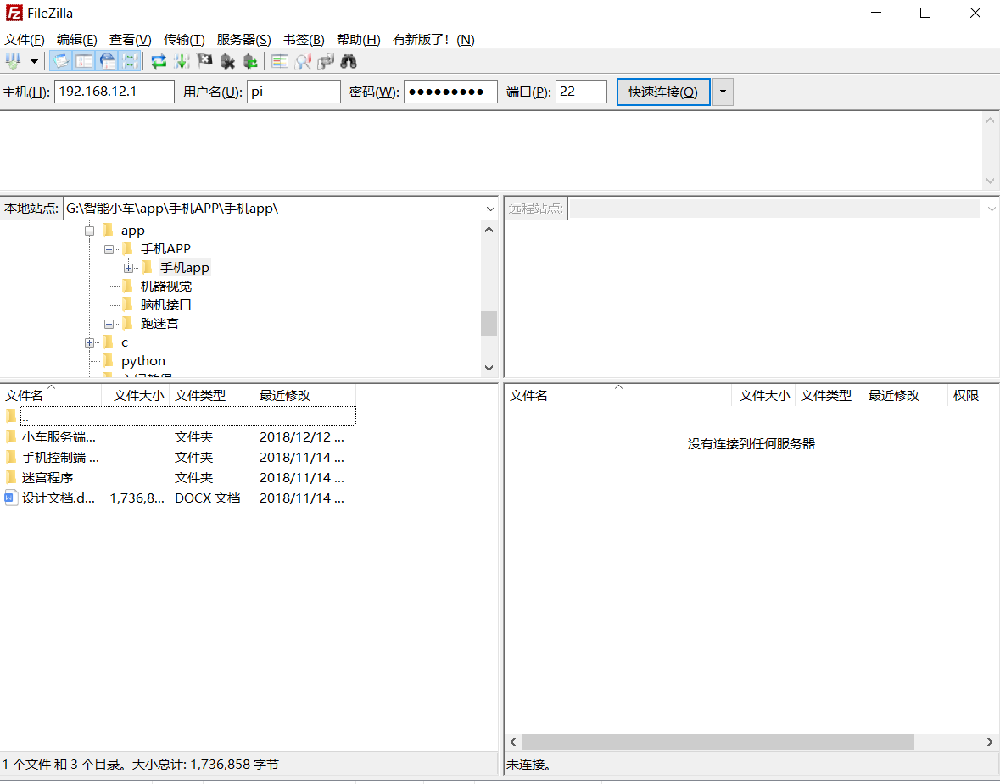 FileZilla
文件(F) 编辑(E) 查看(V) 传输(T) 服务器(S) 书签(B) 帮助(H) 有新版了！(N)
主机(H): 192.168.12.1 用户名(U): pi 密码(W): ●●●●●●●●● 端口(P): 22 快速连接(Q)
本地站点: G:\智能小车\app\手机APP\手机app\
app
手机APP
手机app
机器视觉
脑机接口
跑迷宫
c
python
文件名 文件大小 文件类型 最近修改
..
小车服务端... 文件夹 2018/12/12 ...
手机控制端 ... 文件夹 2018/11/14 ...
迷宫程序 文件夹 2018/11/14 ...
设计文档.d... 1,736,8... DOCX 文档 2018/11/14 ...
1 个文件 和 3 个目录。大小总计: 1,736,858 字节
远程站点:
文件名 文件大小 文件类型 最近修改 权限
没有连接到任何服务器
未连接。